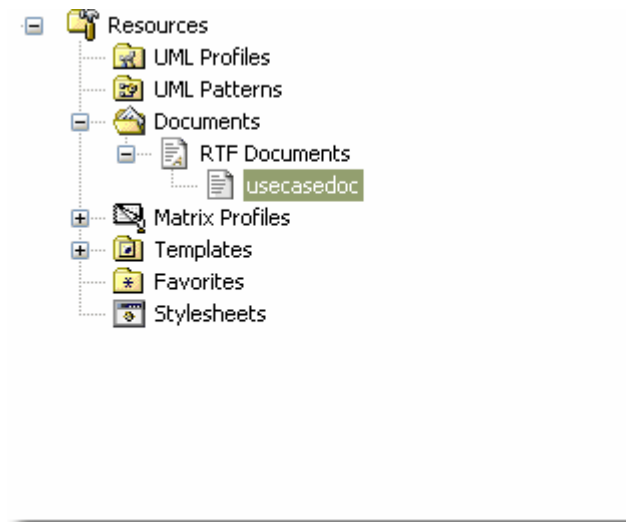 Resources
UML Profiles
UML Patterns
Documents
RTF Documents
usecasedoc
Matrix Profiles
Templates
Favorites
Stylesheets